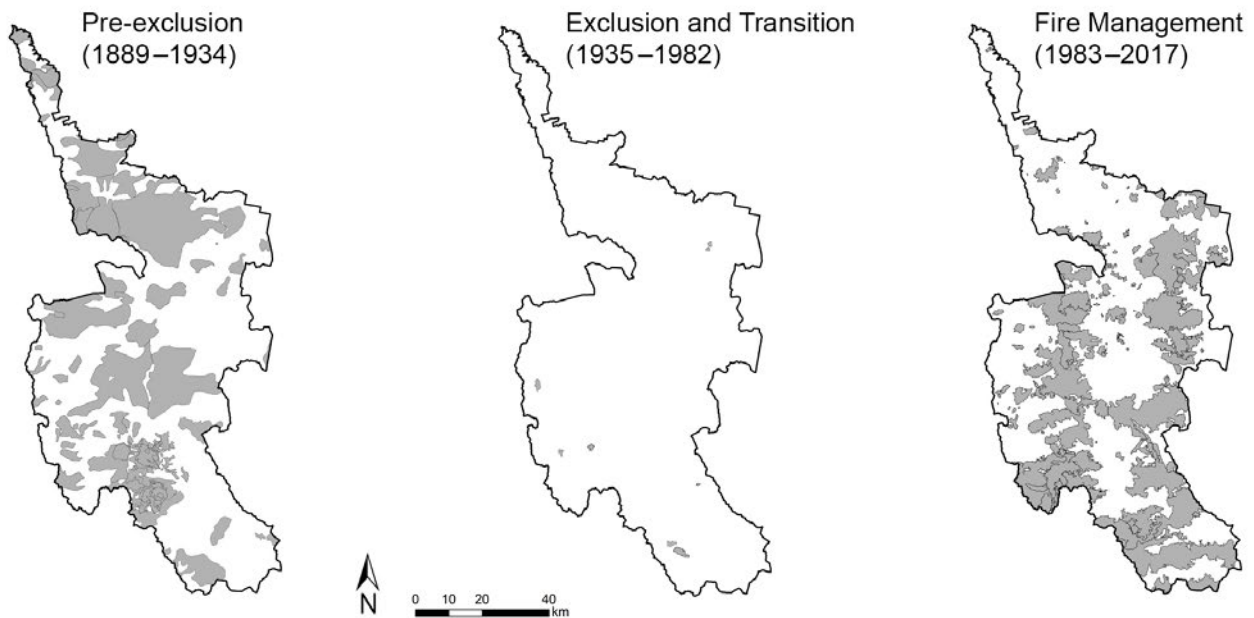 Pre-exclusion
(1889–1934)
Exclusion and Transition
(1935–1982)
Fire Management
(1983–2017)
N
0 10 20 40
km